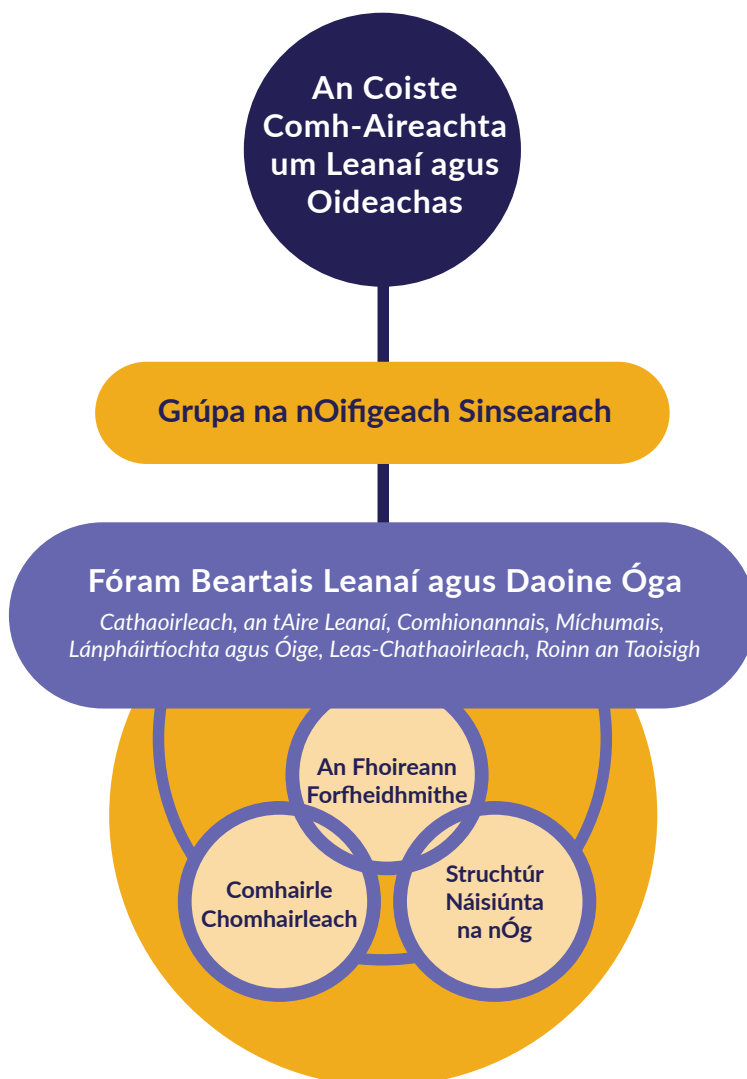 An Coiste
Comh-Aireachta
um Leanaí agus
Oideachas
Grúpa na nOifigeach Sinsearach
Fóram Beartais Leanaí agus Daoine Óga
Cathaoirleach, an tAire Leanaí, Comhionannais, Míchumais,
Lánpháirtíochta agus Óige, Leas-Chathaoirleach, Roinn an Taoisigh
An Fhoireann
Forfheidhmithe
Comhairle
Chomhairleach
Struchtúr
Náisiúnta
na nÓg